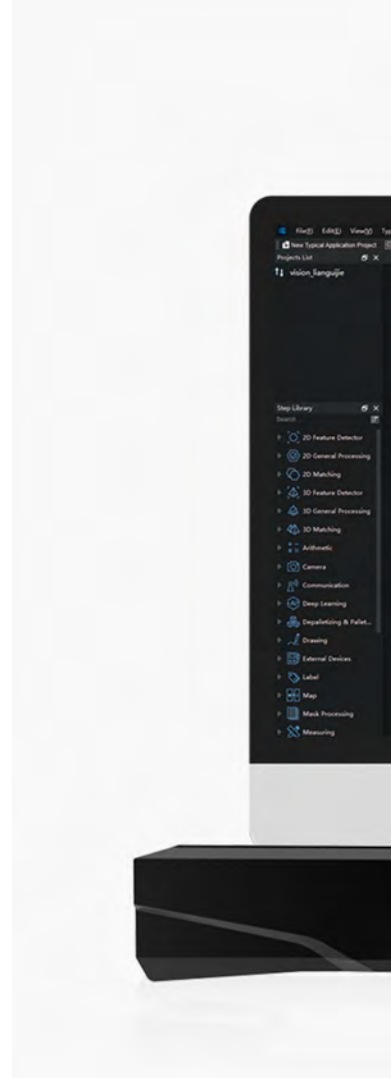 File(F) Edit(E) View(V)
New Typical Application Project
Projects List
vision_lianguijie
Step Library
Search
2D Feature Detector
2D General Processing
2D Matching
3D Feature Detector
3D General Processing
3D Matching
Arithmetic
Camera
Communication
Deep Learning
Depalletizing & Pallet...
Drawing
External Devices
Label
Map
Mask Processing
Measuring